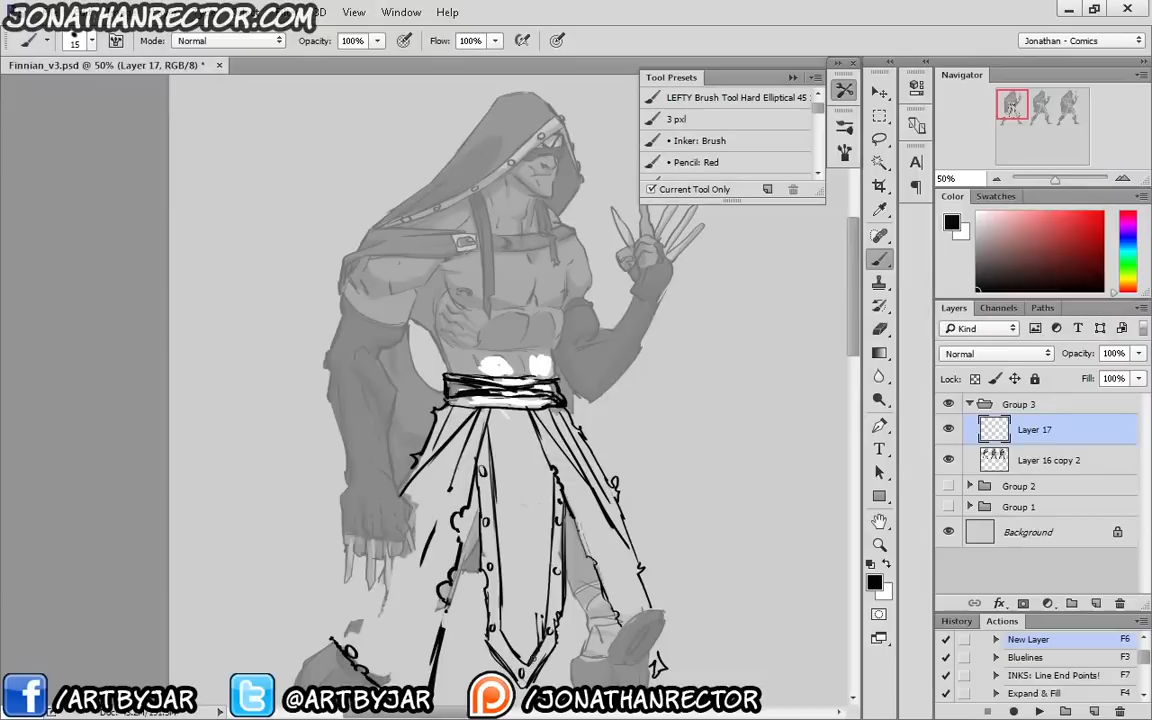 JONATHANRECTOR.COM
View
Window
Help
15
Mode:
Normal
Opacity:
100%
Flow:
100%
Jonathan - Comics
Finnian_v3.psd @ 50% (Layer 17, RGB/8) *
Tool Presets
LEFTY Brush Tool Hard Elliptical 45
3 pxl
• Inker: Brush
• Pencil: Red
Current Tool Only
Navigator
50%
Color
Swatches
Layers
Channels
Paths
Kind
Normal
Opacity:
100%
Lock:
Fill:
100%
Group 3
Layer 17
Layer 16 copy 2
Group 2
Group 1
Background
History
Actions
New Layer
F6
Bluelines
F3
INKS: Line End Points!
F7
Expand & Fill
F4
/ARTBYJAR
@ARTBYJAR
/JONATHANRECTOR